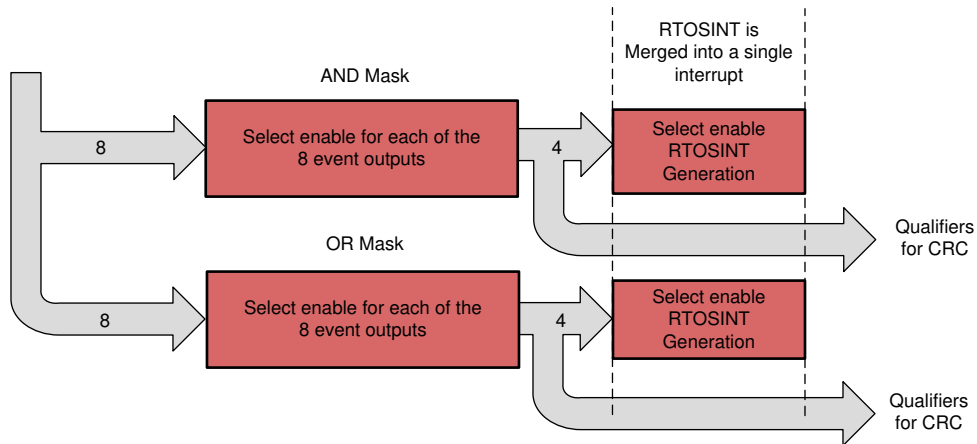 RTOSINT is
Merged into a single
interrupt
AND Mask
8
Select enable for each of the
8 event outputs
4
Select enable
RTOSINT
Generation
Qualifiers
for CRC
OR Mask
8
Select enable for each of the
8 event outputs
4
Select enable
RTOSINT
Generation
Qualifiers
for CRC